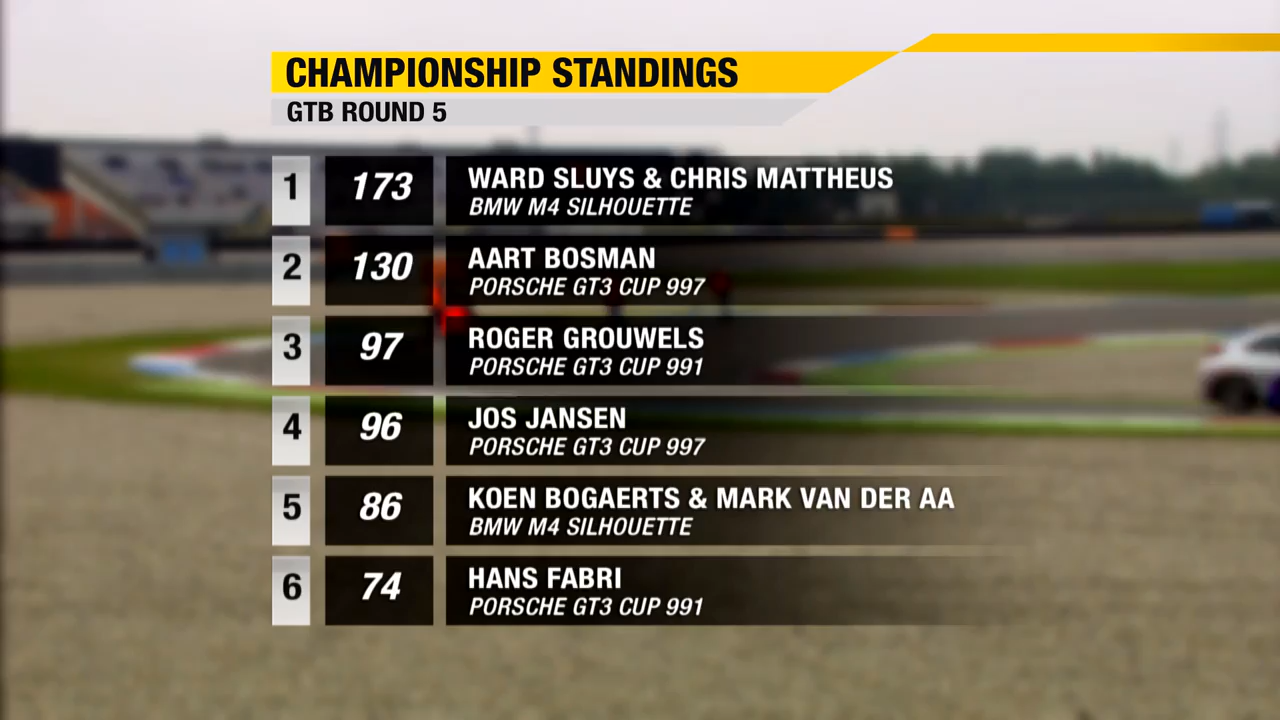 CHAMPIONSHIP STANDINGS
GTB ROUND 5
1 173 WARD SLUYS & CHRIS MATTHEUS
BMW M4 SILHOUETTE
2 130 AART BOSMAN
PORSCHE GT3 CUP 997
3 97 ROGER GROUWELS
PORSCHE GT3 CUP 991
4 96 JOS JANSEN
PORSCHE GT3 CUP 997
5 86 KOEN BOGAERTS & MARK VAN DER AA
BMW M4 SILHOUETTE
6 74 HANS FABRI
PORSCHE GT3 CUP 991